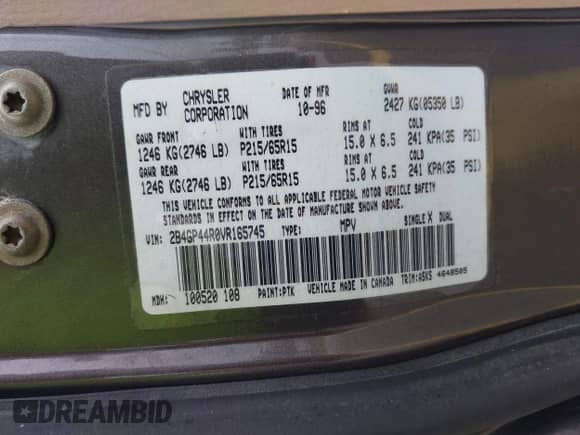 MFD BY CHRYSLER CORPORATION DATE OF MFR 10-96 GVWR 2427 KG(05350 LB)
GAWR FRONT WITH TIRES RIMS AT COLD
1246 KG(2746 LB) P215/65R15 15.0 X 6.5 241 KPA(35 PSI)
GAWR REAR WITH TIRES RIMS AT COLD
1246 KG(2746 LB) P215/65R15 15.0 X 6.5 241 KPA(35 PSI)
THIS VEHICLE CONFORMS TO ALL APPLICABLE FEDERAL MOTOR VEHICLE SAFETY
STANDARDS IN EFFECT ON THE DATE OF MANUFACTURE SHOWN ABOVE.
VIN: 2B4GP44R0VR165745 TYPE: MPV SINGLE X DUAL
MDH: 100520 108 PAINT:PTK VEHICLE MADE IN CANADA TRIM:A5KS 4648505
DREAMBID